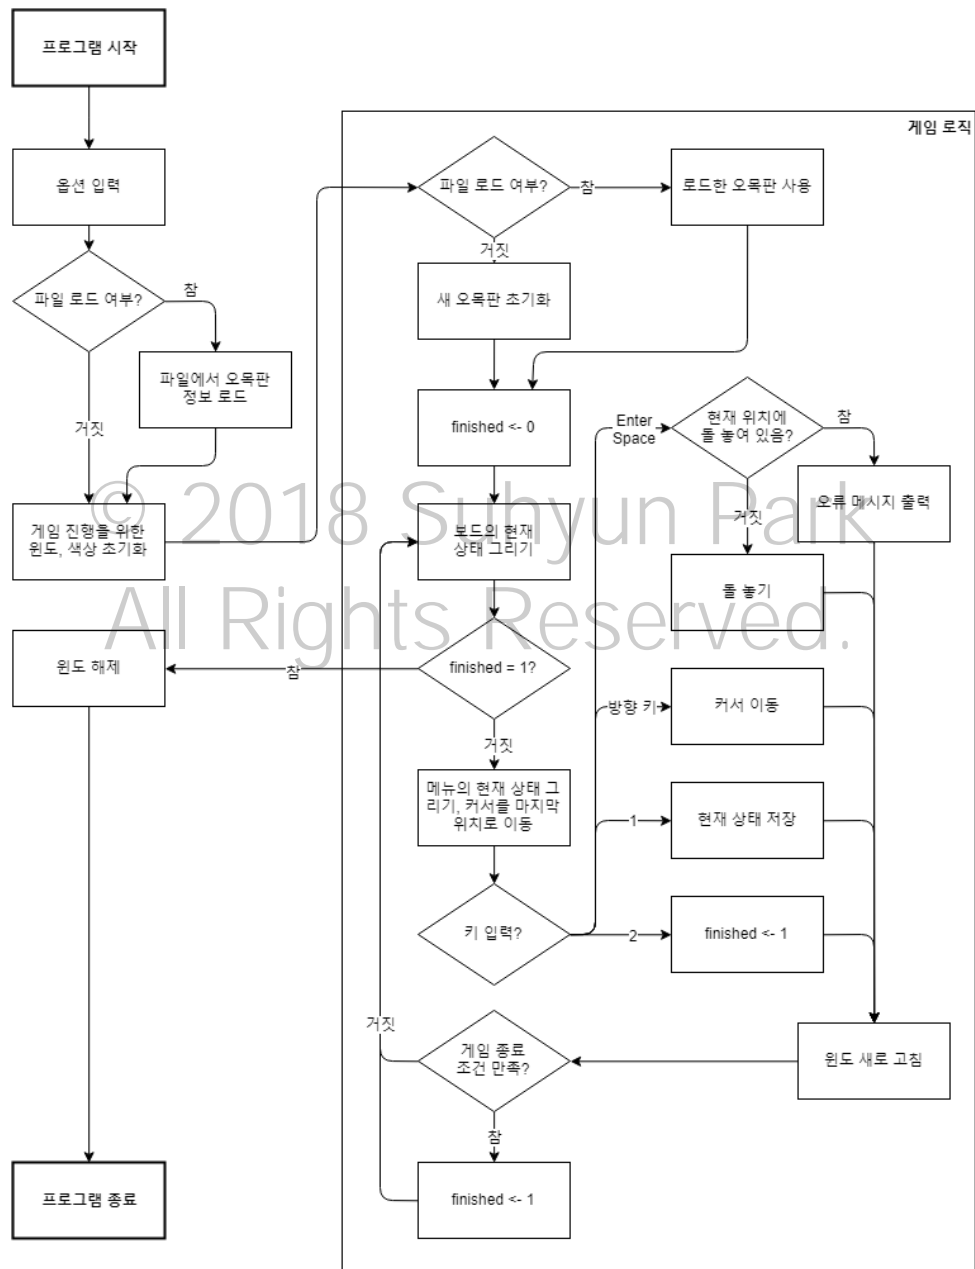 프로그램 시작
옵션 입력
파일 로드 여부?
참
파일에서 오목판
정보 로드
거짓
게임 진행을 위한
윈도, 색상 초기화
윈도 해제
프로그램 종료
게임 로직
파일 로드 여부?
참
로드한 오목판 사용
거짓
새 오목판 초기화
finished <- 0
보드의 현재
상태 그리기
finished = 1?
참
거짓
메뉴의 현재 상태 그
리기, 커서를 마지막
위치로 이동
키 입력?
Enter
Space
현재 위치에
돌 놓여 있음?
참
오류 메시지 출력
거짓
돌 놓기
방향 키
커서 이동
1
현재 상태 저장
2
finished <- 1
윈도 새로 고침
게임 종료
조건 만족?
거짓
참
finished <- 1
© 2018 Suhyun Park
All Rights Reserved.